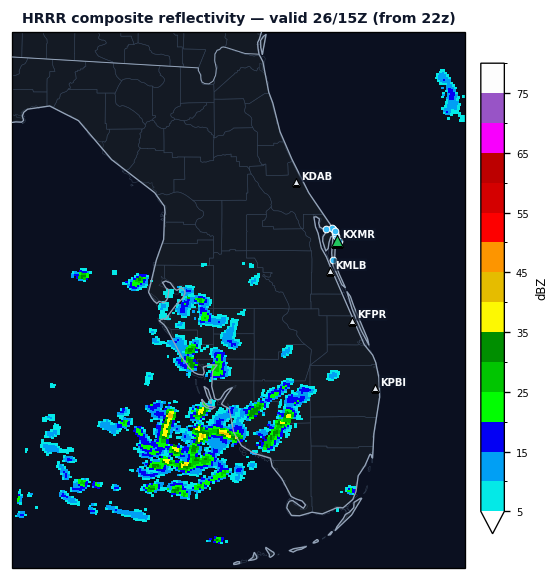 HRRR composite reflectivity — valid 26/15Z (from 22z)
KDAB
KXMR
KMLB
KFPR
KPBI
75
65
55
45
35
25
15
5
dBZ